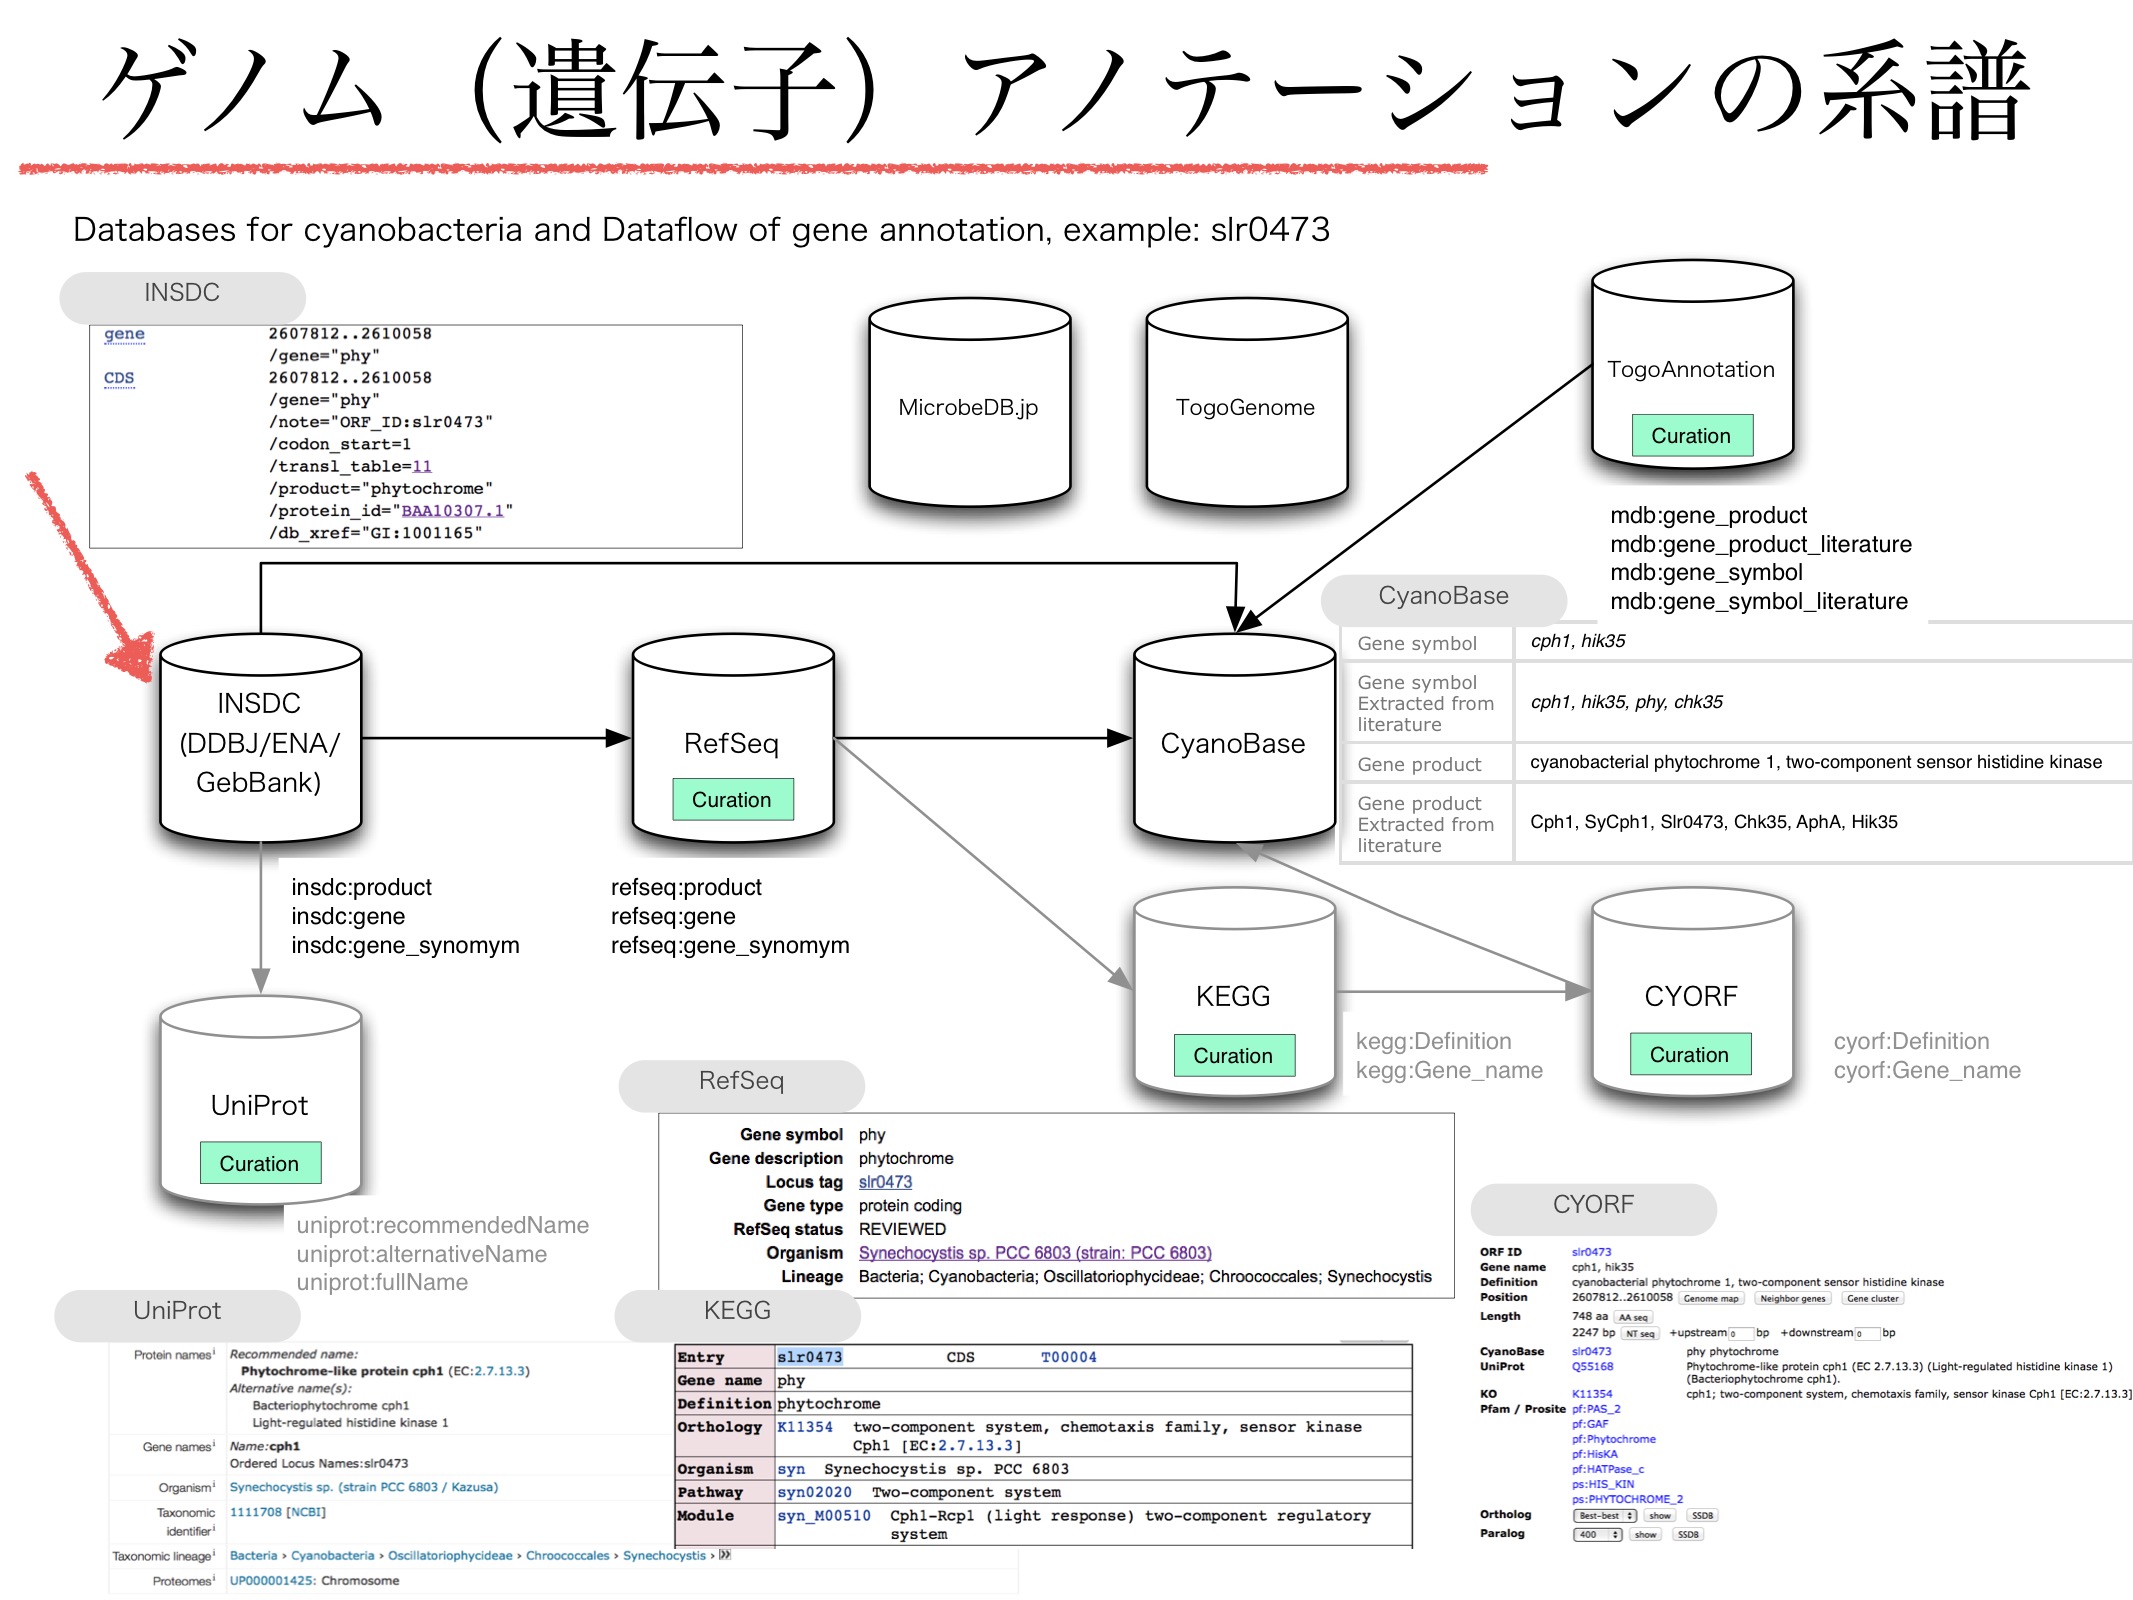 ゲノム（遺伝子）アノテーションの系譜
Databases for cyanobacteria and Dataflow of gene annotation, example: slr0473
INSDC
gene 2607812..2610058
/gene="phy"
CDS 2607812..2610058
/gene="phy"
/note="ORF_ID:slr0473"
/codon_start=1
/transl_table=11
/product="phytochrome"
/protein_id="BAA10307.1"
/db_xref="GI:1001165"
MicrobeDB.jp
TogoGenome
TogoAnnotation
Curation
mdb:gene_product
mdb:gene_product_literature
mdb:gene_symbol
mdb:gene_symbol_literature
INSDC
(DDBJ/ENA/
GebBank)
RefSeq
Curation
CyanoBase
CyanoBase
Gene symbol cph1, hik35
Gene symbol
Extracted from
literature
cph1, hik35, phy, chk35
Gene product cyanobacterial phytochrome 1, two-component sensor histidine kinase
Gene product
Extracted from
literature
Cph1, SyCph1, Slr0473, Chk35, AphA, Hik35
insdc:product
insdc:gene
insdc:gene_synomym
refseq:product
refseq:gene
refseq:gene_synomym
KEGG
Curation
kegg:Definition
kegg:Gene_name
CYORF
Curation
cyorf:Definition
cyorf:Gene_name
UniProt
Curation
uniprot:recommendedName
uniprot:alternativeName
uniprot:fullName
RefSeq
Gene symbol phy
Gene description phytochrome
Locus tag slr0473
Gene type protein coding
RefSeq status REVIEWED
Organism Synechocystis sp. PCC 6803 (strain: PCC 6803)
Lineage Bacteria; Cyanobacteria; Oscillatoriophycideae; Chroococcales; Synechocystis
UniProt
Protein names i Recommended name:
Phytochrome-like protein cph1 (EC:2.7.13.3)
Alternative name(s):
Bacteriophytochrome cph1
Light-regulated histidine kinase 1
Gene names i Name:cph1
Ordered Locus Names:slr0473
Organism i Synechocystis sp. (strain PCC 6803 / Kazusa)
Taxonomic
identifier i
1111708 [NCBI]
Taxonomic lineage i Bacteria › Cyanobacteria › Oscillatoriophycideae › Chroococcales › Synechocystis ›
Proteomes i UP000001425: Chromosome
KEGG
Entry slr0473 CDS T00004
Gene name phy
Definition phytochrome
Orthology K11354 two-component system, chemotaxis family, sensor kinase
Cph1 [EC:2.7.13.3]
Organism syn Synechocystis sp. PCC 6803
Pathway syn02020 Two-component system
Module syn_M00510 Cph1-Rcp1 (light response) two-component regulatory
system
CYORF
ORF ID slr0473
Gene name cph1, hik35
Definition cyanobacterial phytochrome 1, two-component sensor histidine kinase
Position 2607812..2610058 Genome map Neighbor genes Gene cluster
Length 748 aa AA seq
2247 bp NT seq +upstream 0 bp +downstream 0 bp
CyanoBase slr0473 phy phytochrome
UniProt Q55168 Phytochrome-like protein cph1 (EC 2.7.13.3) (Light-regulated histidine kinase 1)
(Bacteriophytochrome cph1).
KO K11354 cph1; two-component system, chemotaxis family, sensor kinase Cph1 [EC:2.7.13.3]
Pfam / Prosite pf:PAS_2
pf:GAF
pf:Phytochrome
pf:HisKA
pf:HATPase_c
ps:HIS_KIN
ps:PHYTOCHROME_2
Ortholog Best-best show SSDB
Paralog 400 show SSDB